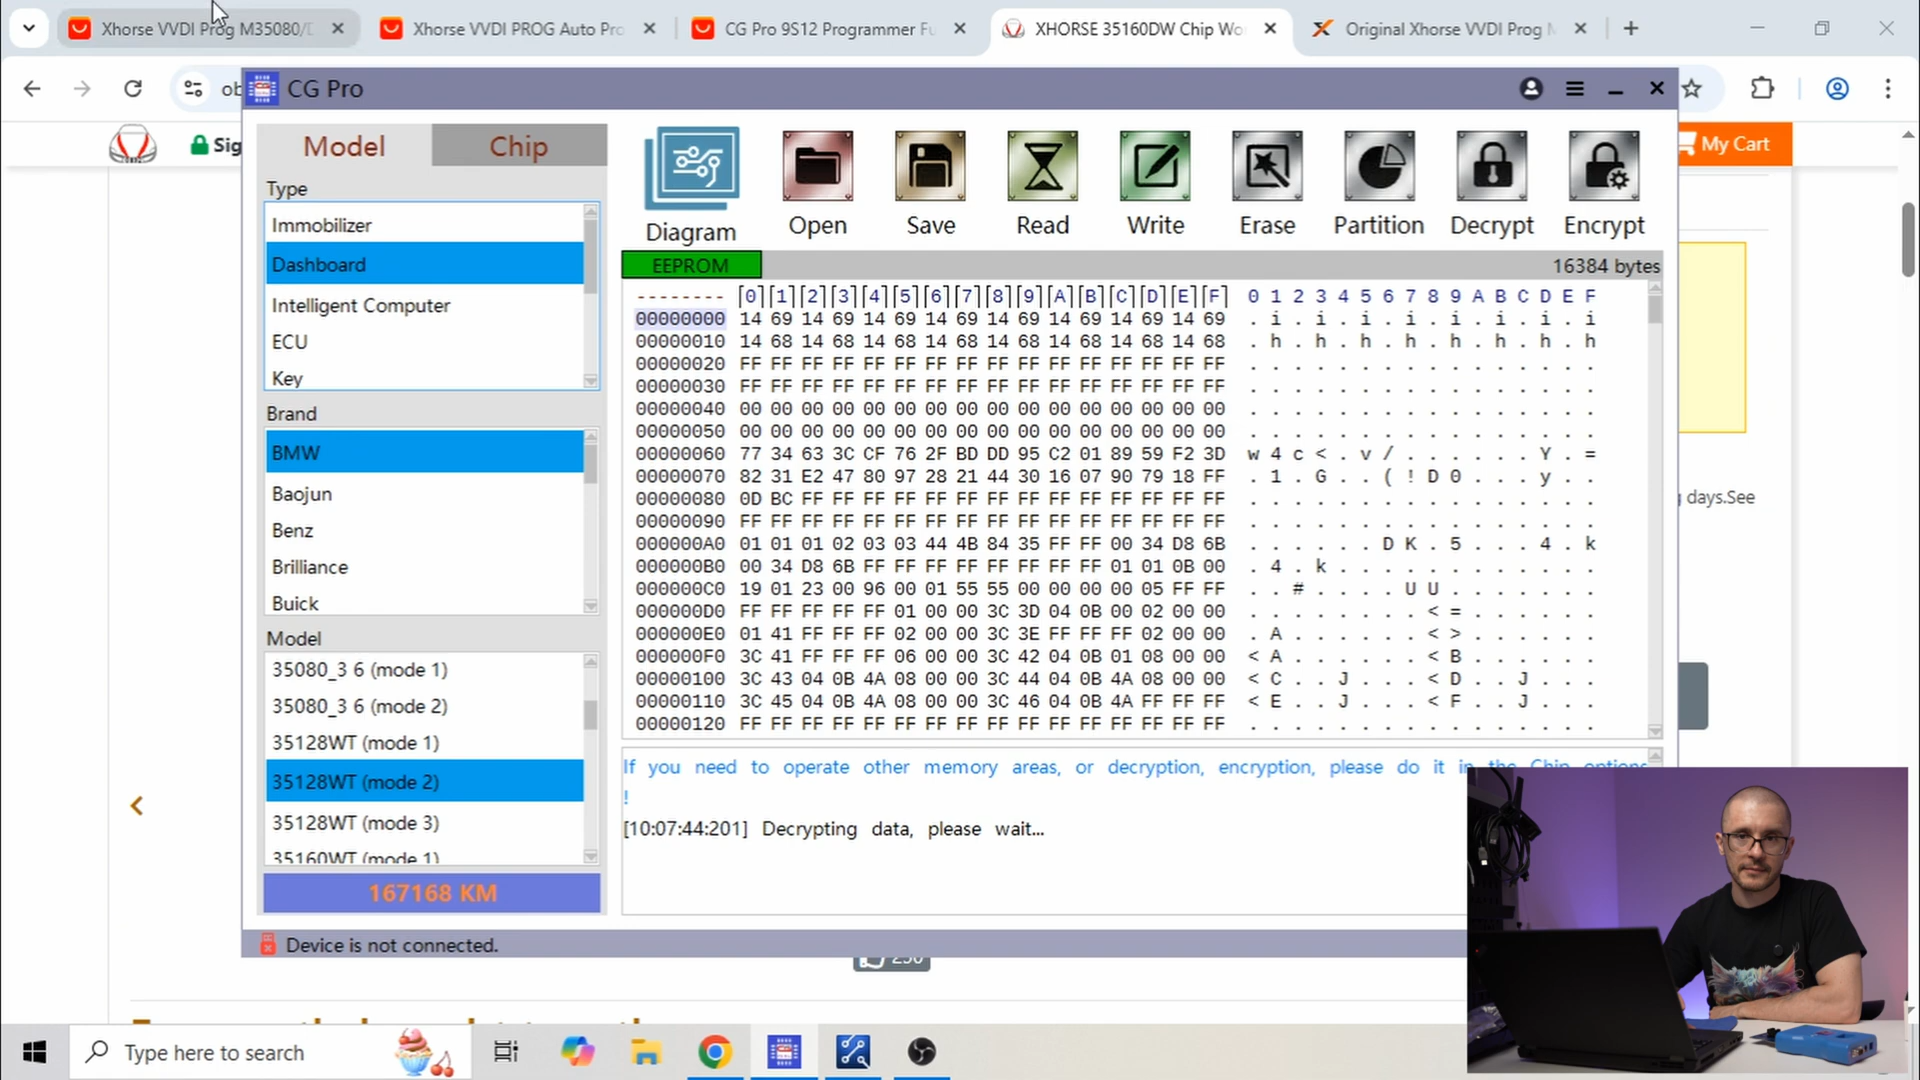 Xhorse VVDI Prog M35080/D
Xhorse VVDI PROG Auto Pro
CG Pro 9S12 Programmer Fu
XHORSE 35160DW Chip Wo
Original Xhorse VVDI Prog M
ob
CG Pro
Sig
My Cart
Model
Chip
Type
Immobilizer
Dashboard
Intelligent Computer
ECU
Key
Brand
BMW
Baojun
Benz
Brilliance
Buick
Model
35080_3 6 (mode 1)
35080_3 6 (mode 2)
35128WT (mode 1)
35128WT (mode 2)
35128WT (mode 3)
35160WT (mode 1)
167168 KM
Device is not connected.
Diagram
Open
Save
Read
Write
Erase
Partition
Decrypt
Encrypt
EEPROM
16384 bytes
-------- [0][1][2][3][4][5][6][7][8][9][A][B][C][D][E][F] 0 1 2 3 4 5 6 7 8 9 A B C D E F
00000000 14 69 14 69 14 69 14 69 14 69 14 69 14 69 14 69 . i . i . i . i . i . i . i . i
00000010 14 68 14 68 14 68 14 68 14 68 14 68 14 68 14 68 . h . h . h . h . h . h . h . h
00000020 FF FF FF FF FF FF FF FF FF FF FF FF FF FF FF FF . . . . . . . . . . . . . . . .
00000030 FF FF FF FF FF FF FF FF FF FF FF FF FF FF FF FF . . . . . . . . . . . . . . . .
00000040 00 00 00 00 00 00 00 00 00 00 00 00 00 00 00 00 . . . . . . . . . . . . . . . .
00000050 00 00 00 00 00 00 00 00 00 00 00 00 00 00 00 00 . . . . . . . . . . . . . . . .
00000060 77 34 63 3C CF 76 2F BD DD 95 C2 01 89 59 F2 3D w 4 c < . v / . . . . . . Y . =
00000070 82 31 E2 47 80 97 28 21 44 30 16 07 90 79 18 FF . 1 . G . . ( ! D 0 . . . y . .
00000080 0D BC FF FF FF FF FF FF FF FF FF FF FF FF FF FF . . . . . . . . . . . . . . . .
00000090 FF FF FF FF FF FF FF FF FF FF FF FF FF FF FF FF . . . . . . . . . . . . . . . .
000000A0 01 01 01 02 03 03 44 4B 84 35 FF FF 00 34 D8 6B . . . . . . D K . 5 . . . 4 . k
000000B0 00 34 D8 6B FF FF FF FF FF FF FF FF 01 01 0B 00 . 4 . k . . . . . . . . . . . .
000000C0 19 01 23 00 96 00 01 55 55 00 00 00 00 05 FF FF . . # . . . . U U . . . . . . .
000000D0 FF FF FF FF FF 01 00 00 3C 3D 04 0B 00 02 00 00 . . . . . . . . < = . . . . . .
000000E0 01 41 FF FF FF 02 00 00 3C 3E FF FF FF 02 00 00 . A . . . . . . < > . . . . . .
000000F0 3C 41 FF FF FF 06 00 00 3C 42 04 0B 01 08 00 00 < A . . . . . . < B . . . . . .
00000100 3C 43 04 0B 4A 08 00 00 3C 44 04 0B 4A 08 00 00 < C . . J . . . < D . . J . . .
00000110 3C 45 04 0B 4A 08 00 00 3C 46 04 0B 4A FF FF FF < E . . J . . . < F . . J . . .
00000120 FF FF FF FF FF FF FF FF FF FF FF FF FF FF FF FF . . . . . . . . . . . . . . . .
If you need to operate other memory areas, or decryption, encryption, please do it in the Chip options
!
[10:07:44:201] Decrypting data, please wait...
days.See
Type here to search